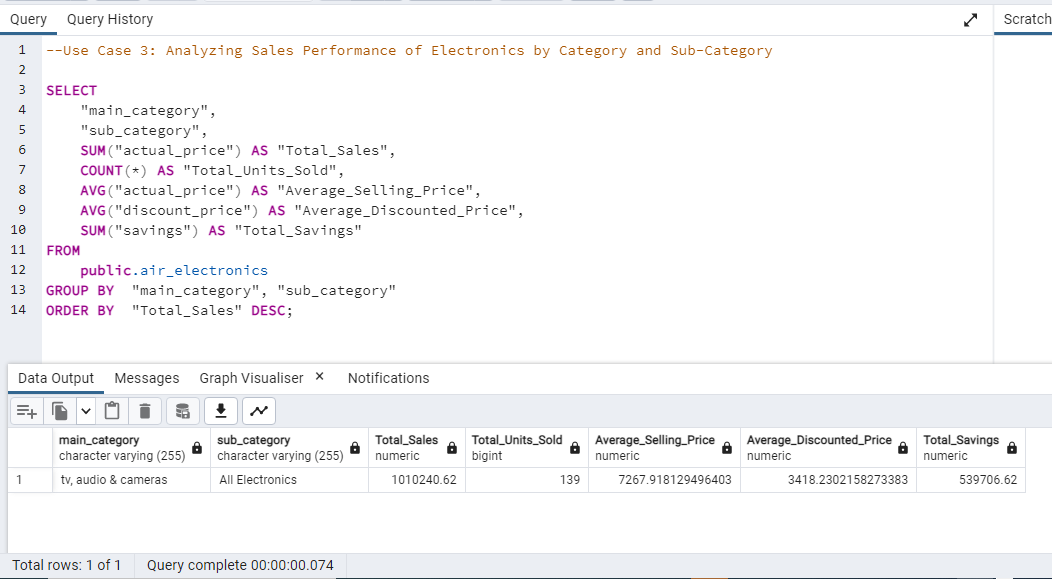 Query Query History Scratch
1 --Use Case 3: Analyzing Sales Performance of Electronics by Category and Sub-Category
2
3 SELECT
4 "main_category",
5 "sub_category",
6 SUM("actual_price") AS "Total_Sales",
7 COUNT(*) AS "Total_Units_Sold",
8 AVG("actual_price") AS "Average_Selling_Price",
9 AVG("discount_price") AS "Average_Discounted_Price",
10 SUM("savings") AS "Total_Savings"
11 FROM
12 public.air_electronics
13 GROUP BY "main_category", "sub_category"
14 ORDER BY "Total_Sales" DESC;
Data Output Messages Graph Visualiser × Notifications
main_category sub_category Total_Sales Total_Units_Sold Average_Selling_Price Average_Discounted_Price Total_Savings
character varying (255) character varying (255) numeric bigint numeric numeric numeric
1 tv, audio & cameras All Electronics 1010240.62 139 7267.918129496403 3418.2302158273383 539706.62
Total rows: 1 of 1 Query complete 00:00:00.074